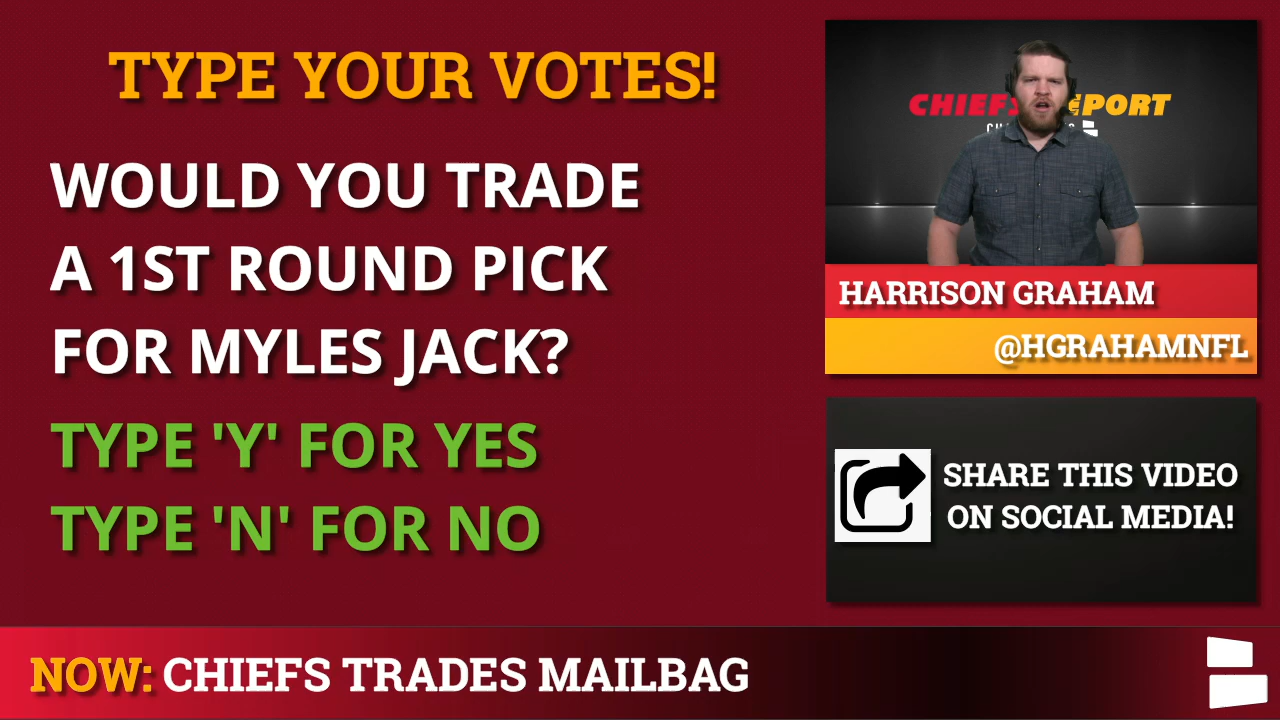 TYPE YOUR VOTES!
WOULD YOU TRADE
A 1ST ROUND PICK
FOR MYLES JACK?
TYPE 'Y' FOR YES
TYPE 'N' FOR NO
HARRISON GRAHAM
@HGRAHAMNFL
SHARE THIS VIDEO
ON SOCIAL MEDIA!
NOW: CHIEFS TRADES MAILBAG